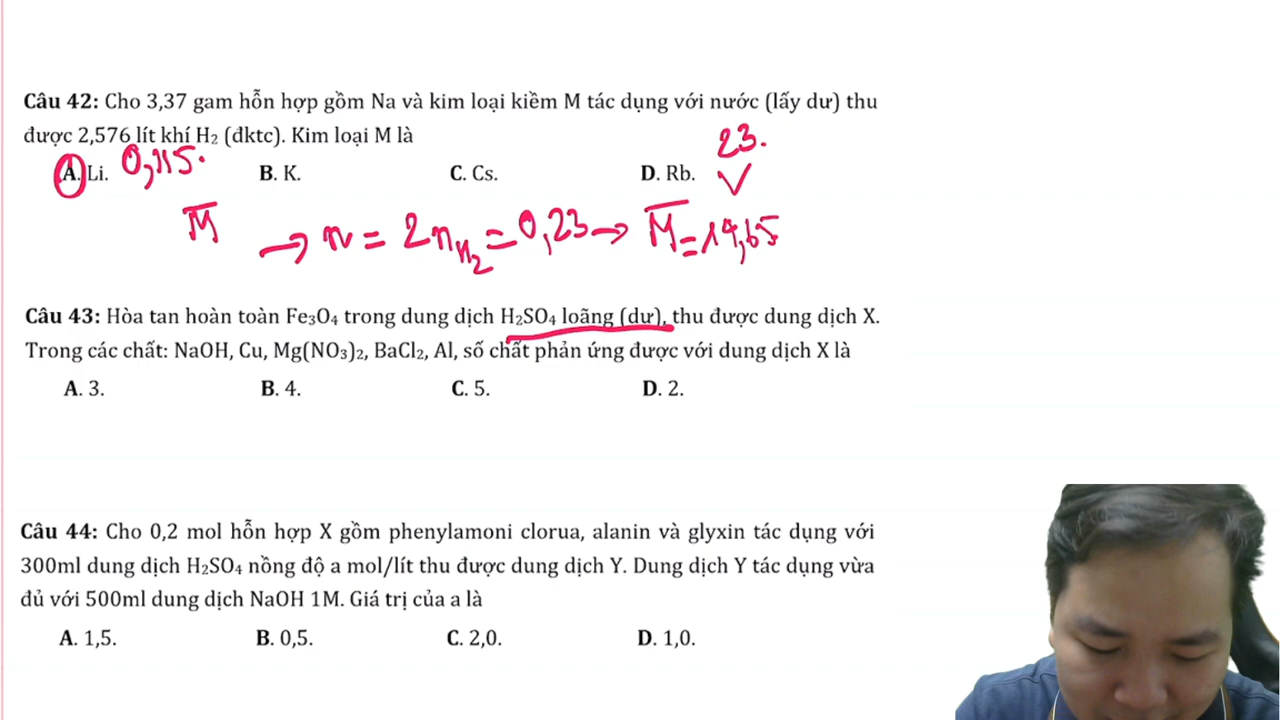 Câu 42: Cho 3,37 gam hỗn hợp gồm Na và kim loại kiềm M tác dụng với nước (lấy dư) thu
được 2,576 lít khí H₂ (đktc). Kim loại M là
23.
A. Li. 0,115. B. K. C. Cs. D. Rb.
M̅ → n = 2n_H₂ = 0,23 → M̅ = 14,65
Câu 43: Hòa tan hoàn toàn Fe₃O₄ trong dung dịch H₂SO₄ loãng (dư), thu được dung dịch X.
Trong các chất: NaOH, Cu, Mg(NO₃)₂, BaCl₂, Al, số chất phản ứng được với dung dịch X là
A. 3. B. 4. C. 5. D. 2.
Câu 44: Cho 0,2 mol hỗn hợp X gồm phenylamoni clorua, alanin và glyxin tác dụng với
300ml dung dịch H₂SO₄ nồng độ a mol/lít thu được dung dịch Y. Dung dịch Y tác dụng vừa
đủ với 500ml dung dịch NaOH 1M. Giá trị của a là
A. 1,5. B. 0,5. C. 2,0. D. 1,0.